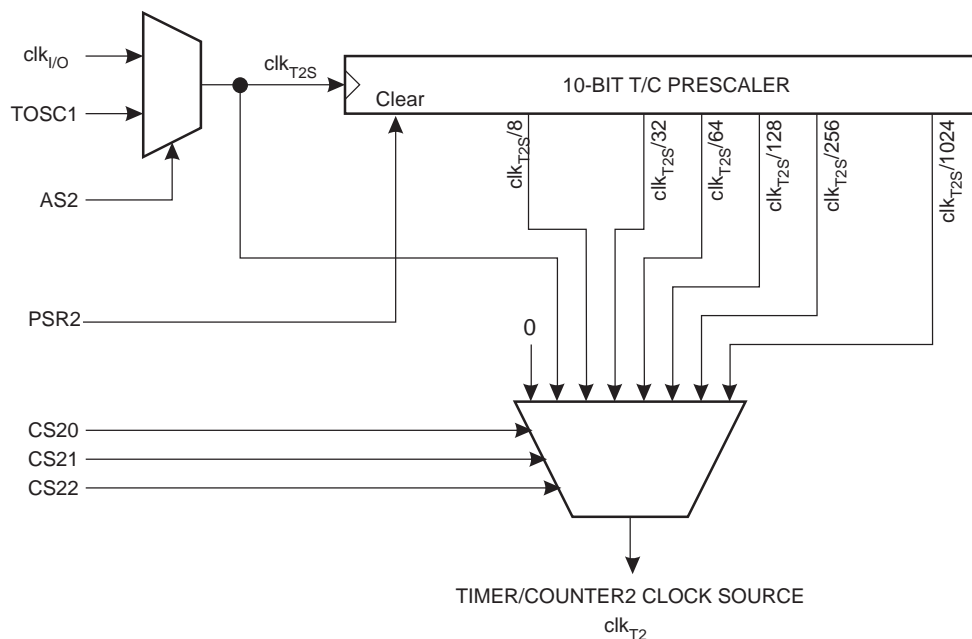 clkI/O
clkT2S
10-BIT T/C PRESCALER
TOSC1
Clear
clkT2S/8
clkT2S/32
clkT2S/64
clkT2S/128
clkT2S/256
clkT2S/1024
AS2
PSR2
0
CS20
CS21
CS22
TIMER/COUNTER2 CLOCK SOURCE
clkT2